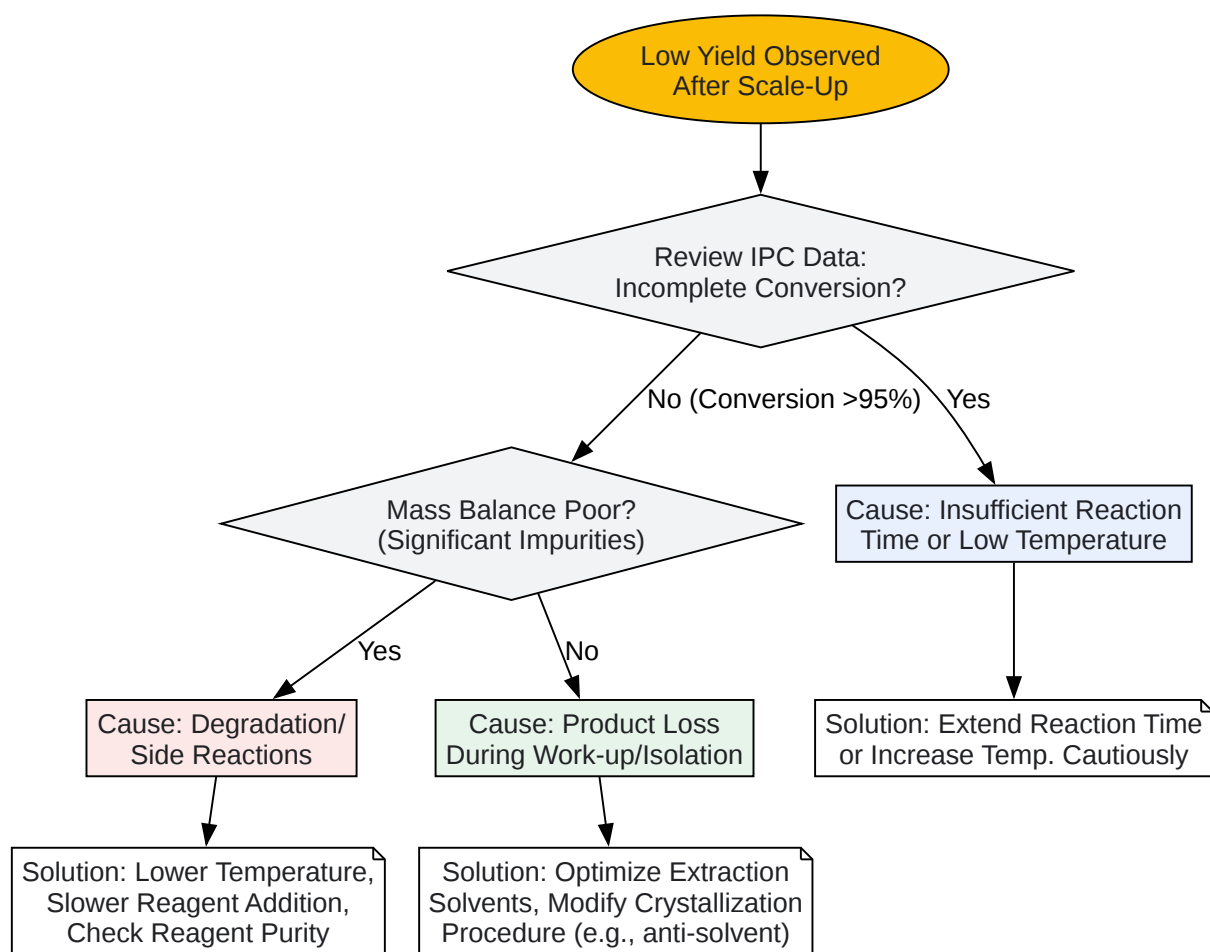 Low Yield Observed
After Scale-Up
Review IPC Data:
Incomplete Conversion?
No (Conversion >95%)
Yes
Mass Balance Poor?
(Significant Impurities)
Cause: Insufficient Reaction
Time or Low Temperature
Yes
No
Cause: Degradation/
Side Reactions
Cause: Product Loss
During Work-up/Isolation
Solution: Extend Reaction Time
or Increase Temp. Cautiously
Solution: Lower Temperature,
Slower Reagent Addition,
Check Reagent Purity
Solution: Optimize Extraction
Solvents, Modify Crystallization
Procedure (e.g., anti-solvent)